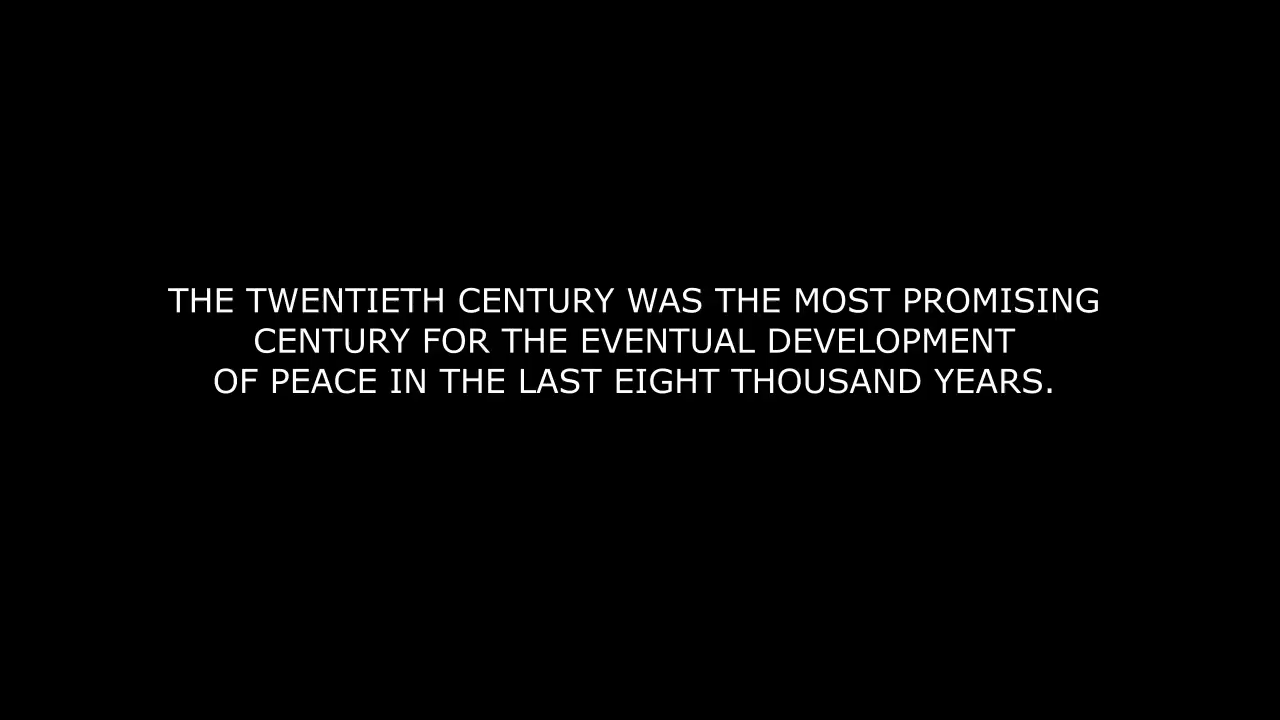 THE TWENTIETH CENTURY WAS THE MOST PROMISING
CENTURY FOR THE EVENTUAL DEVELOPMENT
OF PEACE IN THE LAST EIGHT THOUSAND YEARS.